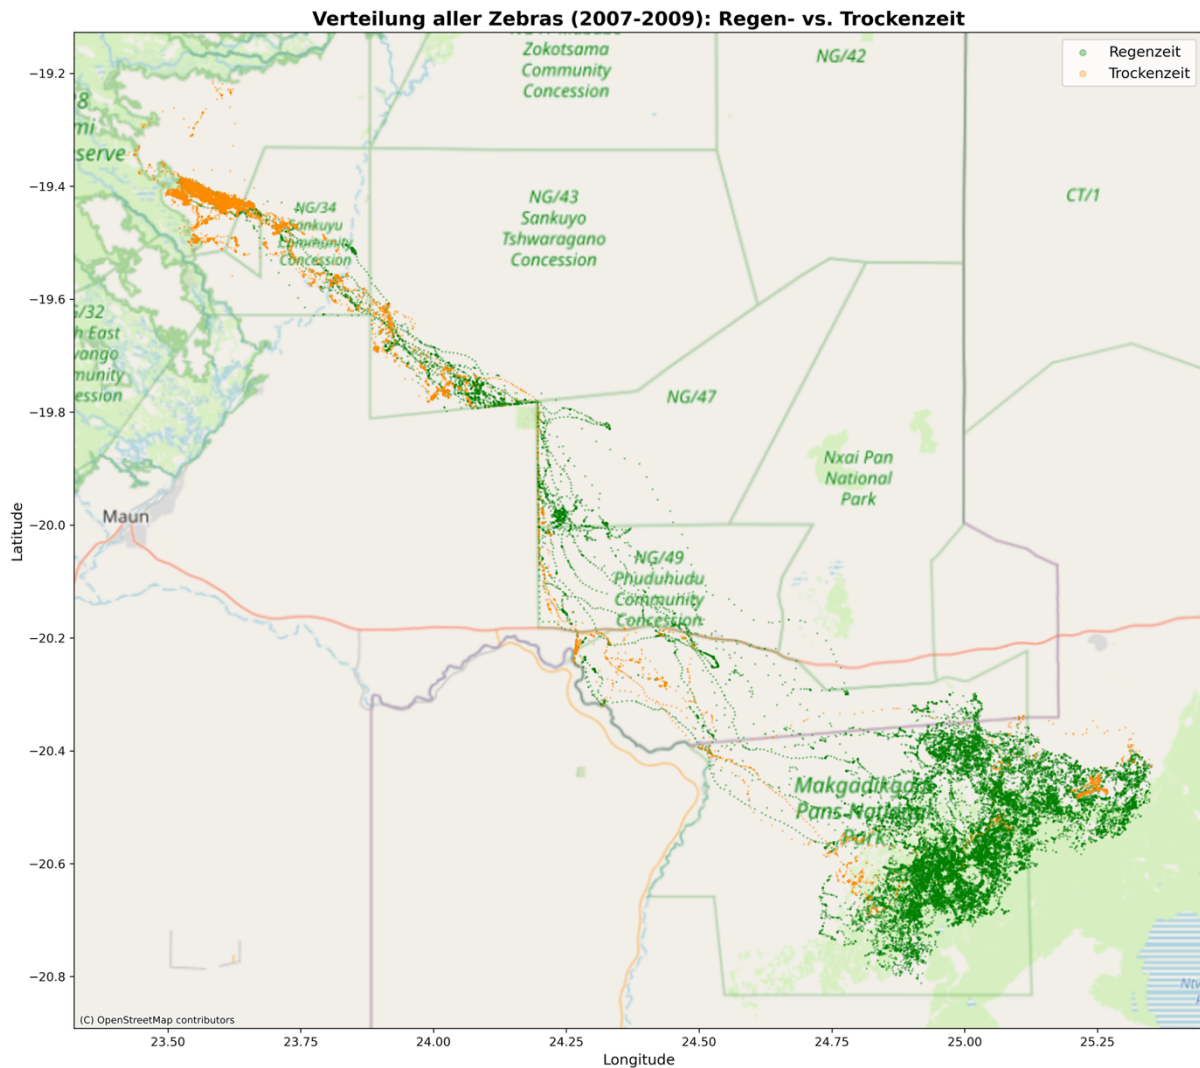 Verteilung aller Zebras (2007-2009): Regen- vs. Trockenzeit
Regenzeit
Trockenzeit
Zokotsama
Community
Concession
NG/42
CT/1
8
mi
serve
NG/34
Sankuyu
Community
Concession
NG/43
Sankuyo
Tshwaragano
Concession
/32
h East
vango
munity
ession
NG/47
Nxai Pan
National
Park
Maun
NG/49
Phuduhudu
Community
Concession
Makgadikgadi
Pans National
Park
(C) OpenStreetMap contributors
Latitude
−19.2
−19.4
−19.6
−19.8
−20.0
−20.2
−20.4
−20.6
−20.8
23.50
23.75
24.00
24.25
24.50
24.75
25.00
25.25
Longitude